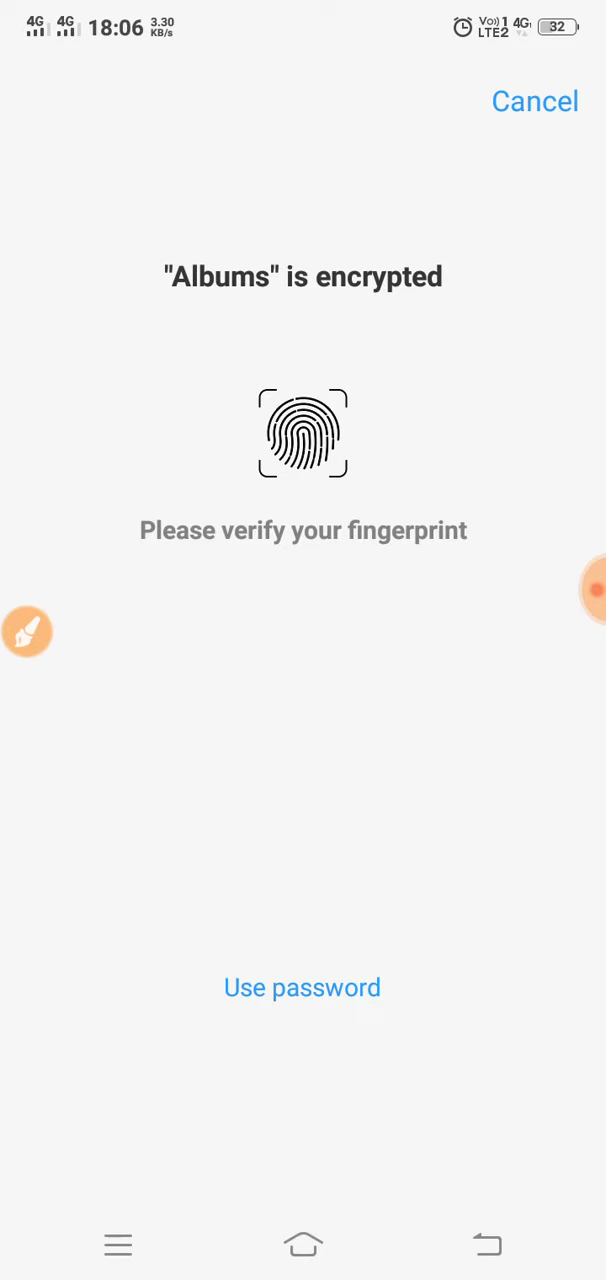 4G 4G 18:06 3.30 KB/s Vo)) 1 LTE2 4G 32
Cancel
"Albums" is encrypted
Please verify your fingerprint
Use password